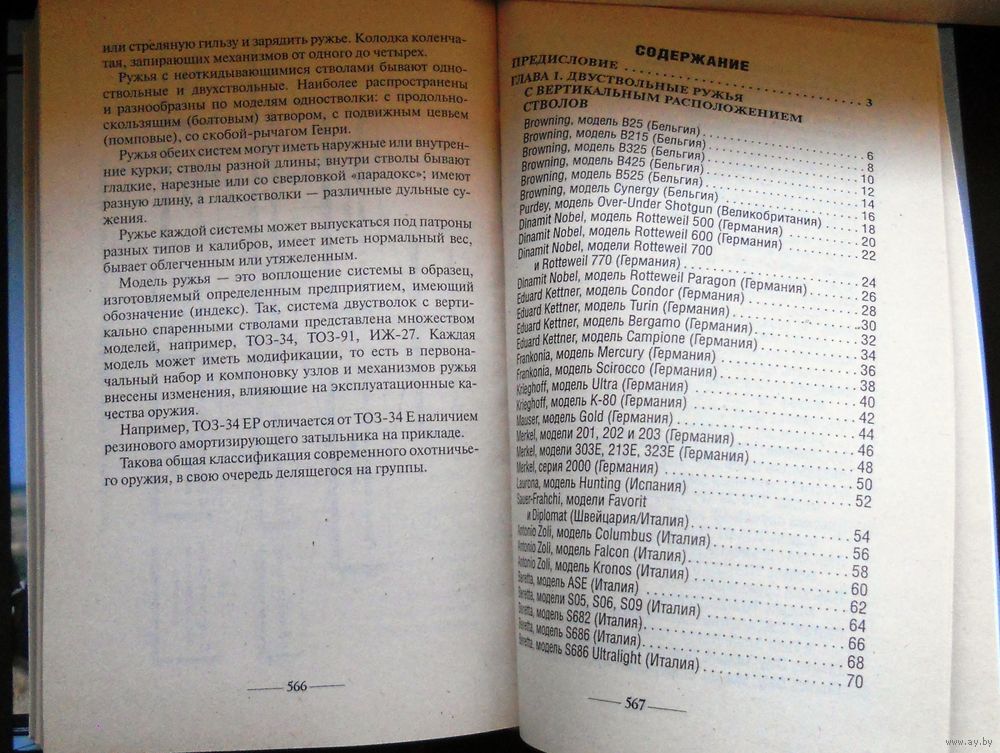 или стреляную гильзу и зарядить ружье. Колодка коленча-
тая, запирающих механизмов от одного до четырех.
Ружья с неоткидывающимися стволами бывают одно-
ствольные и двухствольные. Наиболее распространены
и разнообразны по моделям одностволки: с продольно-
скользящим (болтовым) затвором, с подвижным цевьем
(помповые), со скобой-рычагом Генри.
Ружья обеих систем могут иметь наружные или внутрен-
ние курки; стволы разной длины; внутри стволы бывают
гладкие, нарезные или со сверловкой «парадокс»; имеют
разную длину, а гладкостволки — различные дульные су-
жения.
Ружье каждой системы может выпускаться под патроны
разных типов и калибров, имеет иметь нормальный вес,
бывает облегченным или утяжеленным.
Модель ружья — это воплощение системы в образец,
изготовляемый определенным предприятием, имеющий
обозначение (индекс). Так, система двустволок с верти-
кально спаренными стволами представлена множеством
моделей, например, ТОЗ-34, ТОЗ-91, ИЖ-27. Каждая
модель может иметь модификации, то есть в первона-
чальный набор и компоновку узлов и механизмов ружья
внесены изменения, влияющие на эксплуатационные ка-
чества оружия.
Например, ТОЗ-34 ЕР отличается от ТОЗ-34 Е наличием
резинового амортизирующего затыльника на прикладе.
Такова общая классификация современного охотничье-
го оружия, в свою очередь делящегося на группы.
566
СОДЕРЖАНИЕ
ПРЕДИСЛОВИЕ . . . . . . . . . . 3
ГЛАВА 1. ДВУСТВОЛЬНЫЕ РУЖЬЯ
С ВЕРТИКАЛЬНЫМ РАСПОЛОЖЕНИЕМ
СТВОЛОВ
Browning, модель B25 (Бельгия) . . . . . . . . . . 6
Browning, модель B215 (Бельгия) . . . . . . . . . . 8
Browning, модель B325 (Бельгия) . . . . . . . . . . 10
Browning, модель B425 (Бельгия) . . . . . . . . . . 12
Browning, модель B525 (Бельгия) . . . . . . . . . . 14
Browning, модель Cynergy (Бельгия) . . . . . . . . . . 16
Purdey, модель Over-Under Shotgun (Великобритания) . . . . 18
Dinamit Nobel, модель Rotteweil 500 (Германия) . . . . . . 20
Dinamit Nobel, модель Rotteweil 600 (Германия) . . . . . . 22
Dinamit Nobel, модели Rotteweil 700
и Rotteweil 770 (Германия) . . . . . . . . . . 24
Dinamit Nobel, модель Rotteweil Paragon (Германия) . . . . . 26
Eduard Kettner, модель Condor (Германия) . . . . . . . . . . 28
Eduard Kettner, модель Turin (Германия) . . . . . . . . . . 30
Eduard Kettner, модель Bergamo (Германия) . . . . . . . . . . 32
Eduard Kettner, модель Campione (Германия) . . . . . . . . . . 34
Frankonia, модель Mercury (Германия) . . . . . . . . . . 36
Frankonia, модель Scirocco (Германия) . . . . . . . . . . 38
Krieghoff, модель Ultra (Германия) . . . . . . . . . . 40
Krieghoff, модель K-80 (Германия) . . . . . . . . . . 42
Mauser, модель Gold (Германия) . . . . . . . . . . 44
Merkel, модели 201, 202 и 203 (Германия) . . . . . . . . . . 46
Merkel, модели 303E, 213E, 323E (Германия) . . . . . . . . . . 48
Merkel, серия 2000 (Германия) . . . . . . . . . . 50
Laurona, модель Hunting (Испания) . . . . . . . . . . 52
Sauer-Frahchi, модели Favorit
и Diplomat (Швейцария/Италия) . . . . . . . . . . 54
Antonio Zoli, модель Columbus (Италия) . . . . . . . . . . 56
Antonio Zoli, модель Falcon (Италия) . . . . . . . . . . 58
Antonio Zoli, модель Kronos (Италия) . . . . . . . . . . 60
Beretta, модель ASE (Италия) . . . . . . . . . . 62
Beretta, модели S05, S06, S09 (Италия) . . . . . . . . . . 64
Beretta, модель S682 (Италия) . . . . . . . . . . 66
Beretta, модель S686 (Италия) . . . . . . . . . . 68
Beretta, модель S686 Ultralight (Италия) . . . . . . . . . . 70
567
www.ay.by